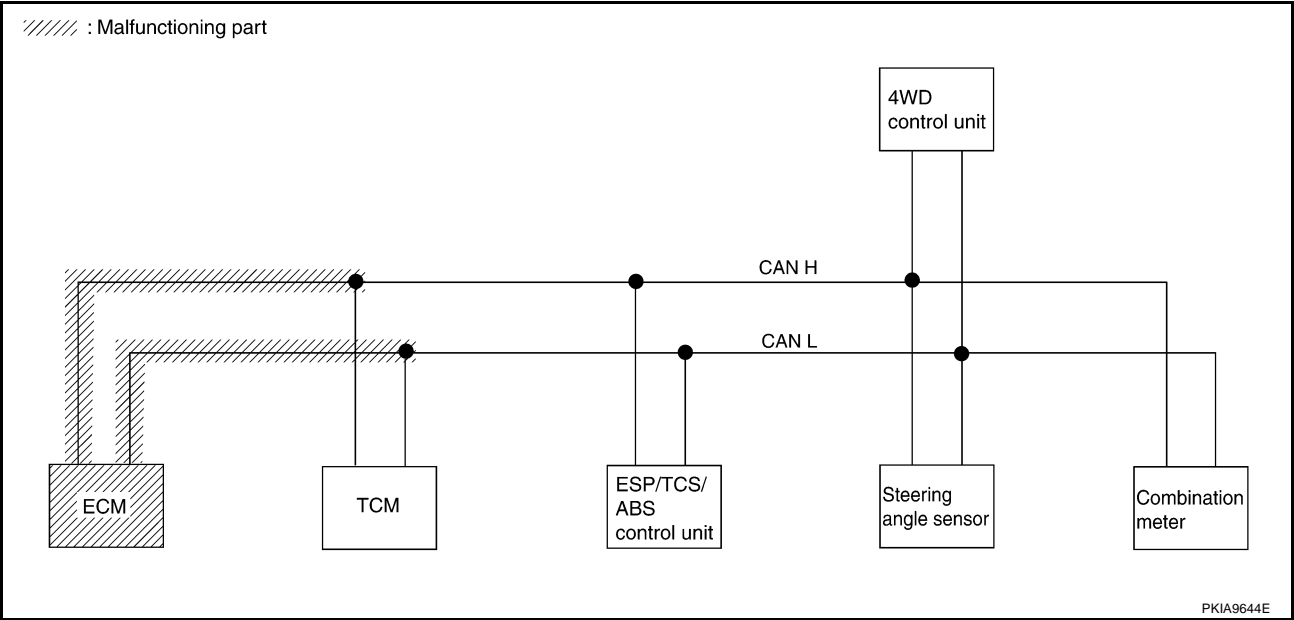 : Malfunctioning part
4WD
control unit
CAN H
CAN L
ECM
TCM
ESP/TCS/
ABS
control unit
Steering
angle sensor
Combination
meter
PKIA9644E